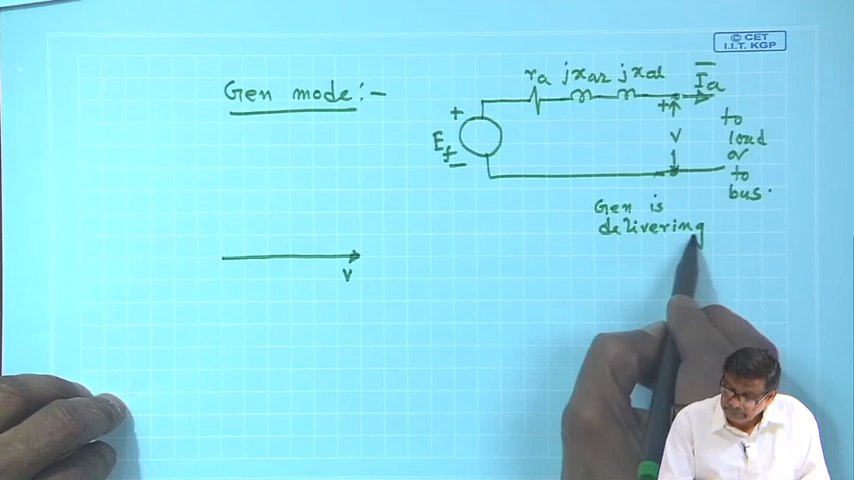 © CET
I.I.T. KGP
Gen mode:-
ra jxar jxal Ia
+ +
Ef
-
V
to
load
or
to
bus.
Gen is
delivering
V